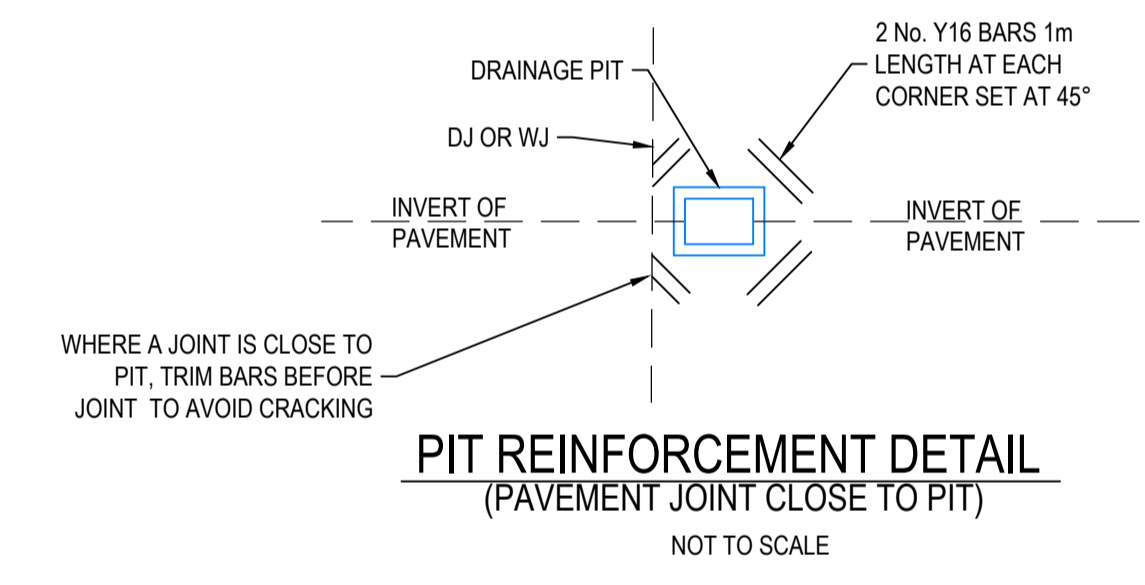 2 No. Y16 BARS 1m
LENGTH AT EACH
CORNER SET AT 45°
DRAINAGE PIT
DJ OR WJ
INVERT OF
PAVEMENT
INVERT OF
PAVEMENT
WHERE A JOINT IS CLOSE TO
PIT, TRIM BARS BEFORE
JOINT TO AVOID CRACKING
PIT REINFORCEMENT DETAIL
(PAVEMENT JOINT CLOSE TO PIT)
NOT TO SCALE